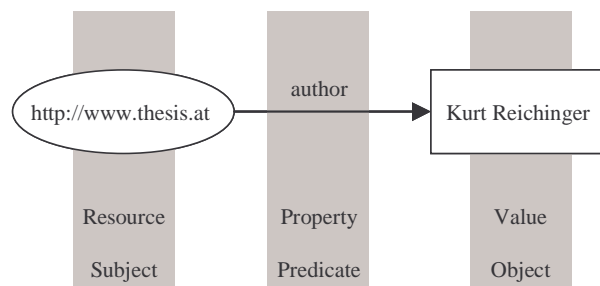 author
http://www.thesis.at
Kurt Reichinger
Resource
Property
Value
Subject
Predicate
Object